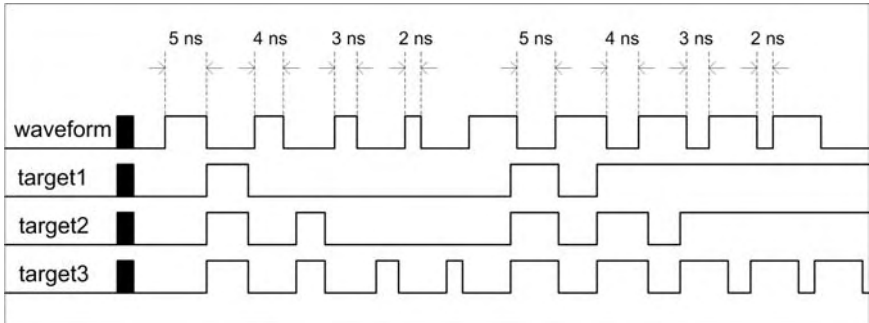 5 ns 4 ns 3 ns 2 ns 5 ns 4 ns 3 ns 2 ns
waveform
target1
target2
target3